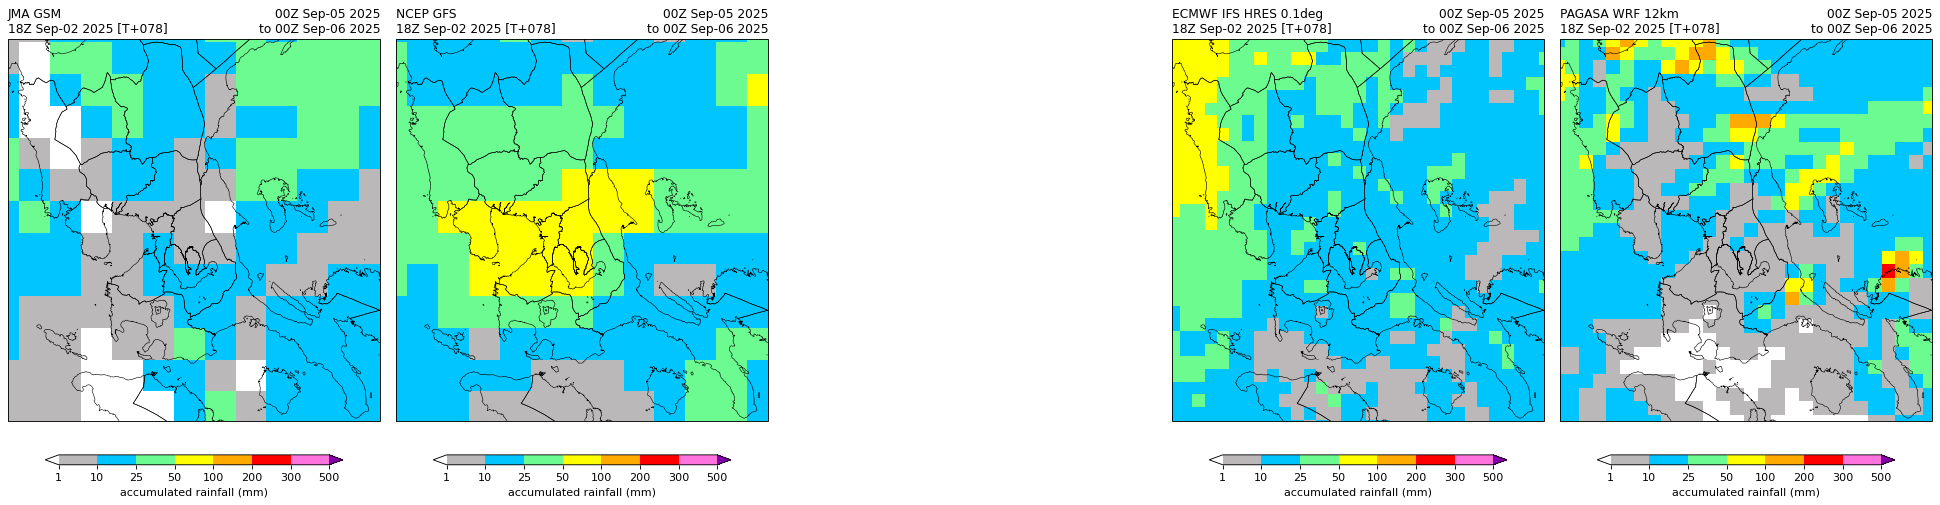 JMA GSM 00Z Sep-05 2025
18Z Sep-02 2025 [T+078] to 00Z Sep-06 2025
NCEP GFS 00Z Sep-05 2025
18Z Sep-02 2025 [T+078] to 00Z Sep-06 2025
ECMWF IFS HRES 0.1deg 00Z Sep-05 2025
18Z Sep-02 2025 [T+078] to 00Z Sep-06 2025
PAGASA WRF 12km 00Z Sep-05 2025
18Z Sep-02 2025 [T+078] to 00Z Sep-06 2025
1 10 25 50 100 200 300 500
accumulated rainfall (mm)
1 10 25 50 100 200 300 500
accumulated rainfall (mm)
1 10 25 50 100 200 300 500
accumulated rainfall (mm)
1 10 25 50 100 200 300 500
accumulated rainfall (mm)